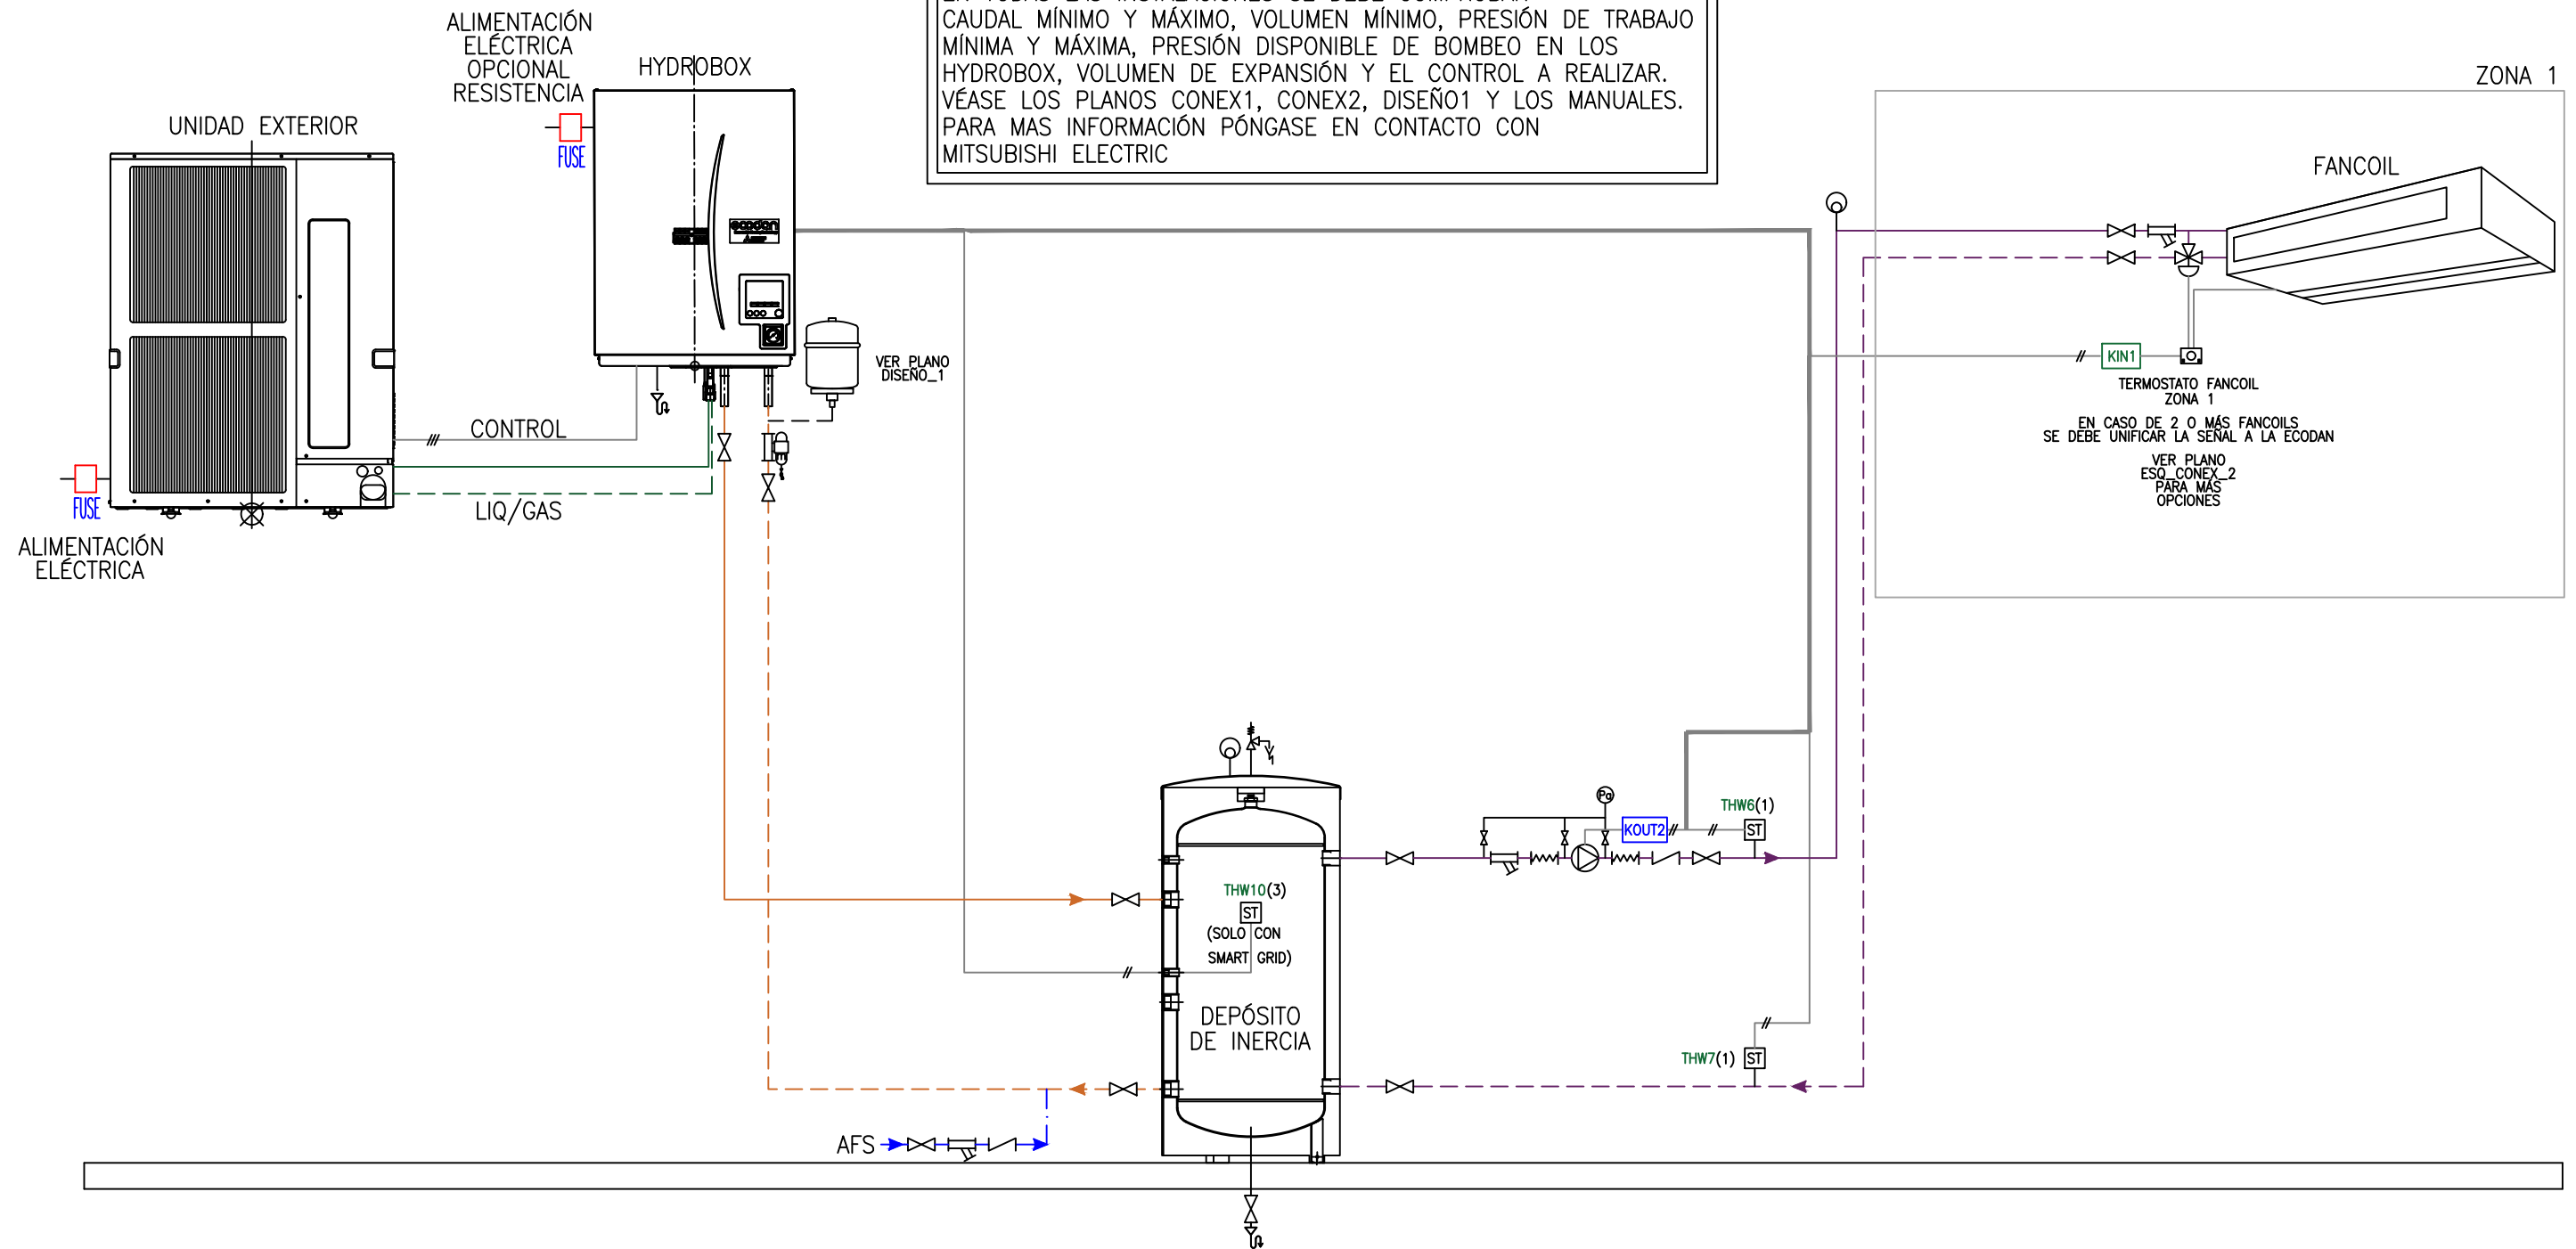 CAUDAL MÍNIMO Y MÁXIMO, VOLUMEN MÍNIMO, PRESIÓN DE TRABAJO
MÍNIMA Y MÁXIMA, PRESIÓN DISPONIBLE DE BOMBEO EN LOS
HYDROBOX, VOLUMEN DE EXPANSIÓN Y EL CONTROL A REALIZAR.
VÉASE LOS PLANOS CONEX1, CONEX2, DISEÑO1 Y LOS MANUALES.
PARA MAS INFORMACIÓN PÓNGASE EN CONTACTO CON
MITSUBISHI ELECTRIC
ALIMENTACIÓN
ELÉCTRICA
OPCIONAL
RESISTENCIA
FUSE
HYDROBOX
ecodan
UNIDAD EXTERIOR
FUSE
ALIMENTACIÓN
ELÉCTRICA
CONTROL
LIQ/GAS
VER PLANO
DISEÑO_1
ZONA 1
FANCOIL
KIN1
TERMOSTATO FANCOIL
ZONA 1
EN CASO DE 2 O MÁS FANCOILS
SE DEBE UNIFICAR LA SEÑAL A LA ECODAN
VER PLANO
ESQ_CONEX_2
PARA MÁS
OPCIONES
Pa
KOUT2
THW6(1)
ST
THW10(3)
ST
(SOLO CON
SMART GRID)
DEPÓSITO
DE INERCIA
THW7(1)
ST
AFS